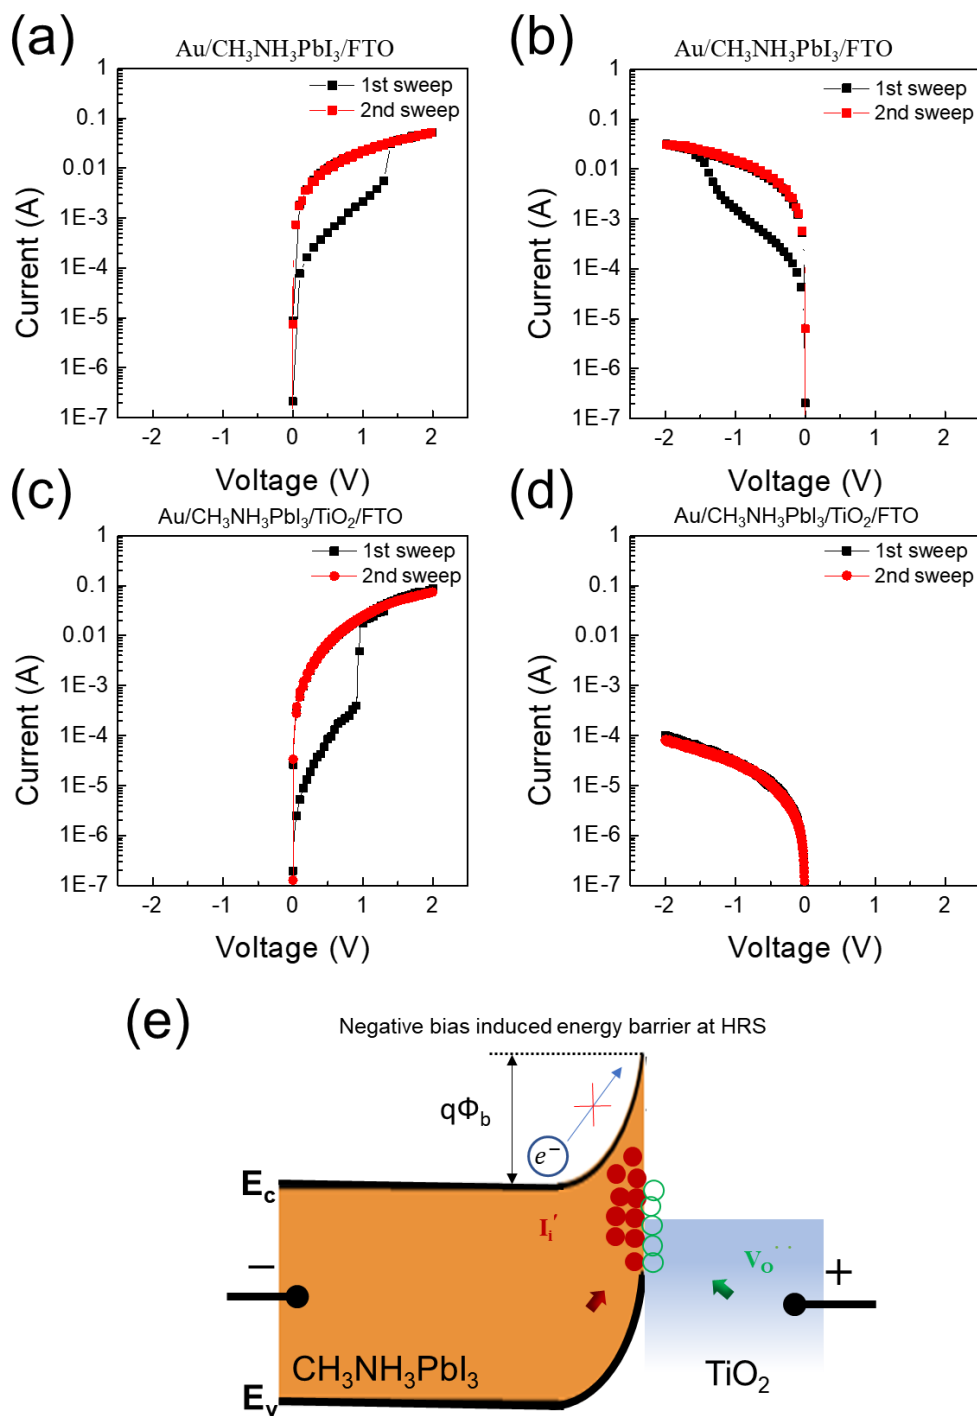 (a)
Au/CH₃NH₃PbI₃/FTO
1
0.1
0.01
1E-3
1E-4
1E-5
1E-6
1E-7
Current (A)
1st sweep
2nd sweep
-2 -1 0 1 2
Voltage (V)
(b)
Au/CH₃NH₃PbI₃/FTO
1
0.1
0.01
1E-3
1E-4
1E-5
1E-6
1E-7
Current (A)
1st sweep
2nd sweep
-2 -1 0 1 2
Voltage (V)
(c)
Au/CH₃NH₃PbI₃/TiO₂/FTO
1
0.1
0.01
1E-3
1E-4
1E-5
1E-6
1E-7
Current (A)
1st sweep
2nd sweep
-2 -1 0 1 2
Voltage (V)
(d)
Au/CH₃NH₃PbI₃/TiO₂/FTO
1
0.1
0.01
1E-3
1E-4
1E-5
1E-6
1E-7
Current (A)
1st sweep
2nd sweep
-2 -1 0 1 2
Voltage (V)
(e)
Negative bias induced energy barrier at HRS
qΦ_b
e⁻
E_c
I_i′
V_O˙˙
−
+
CH₃NH₃PbI₃
TiO₂
E_v